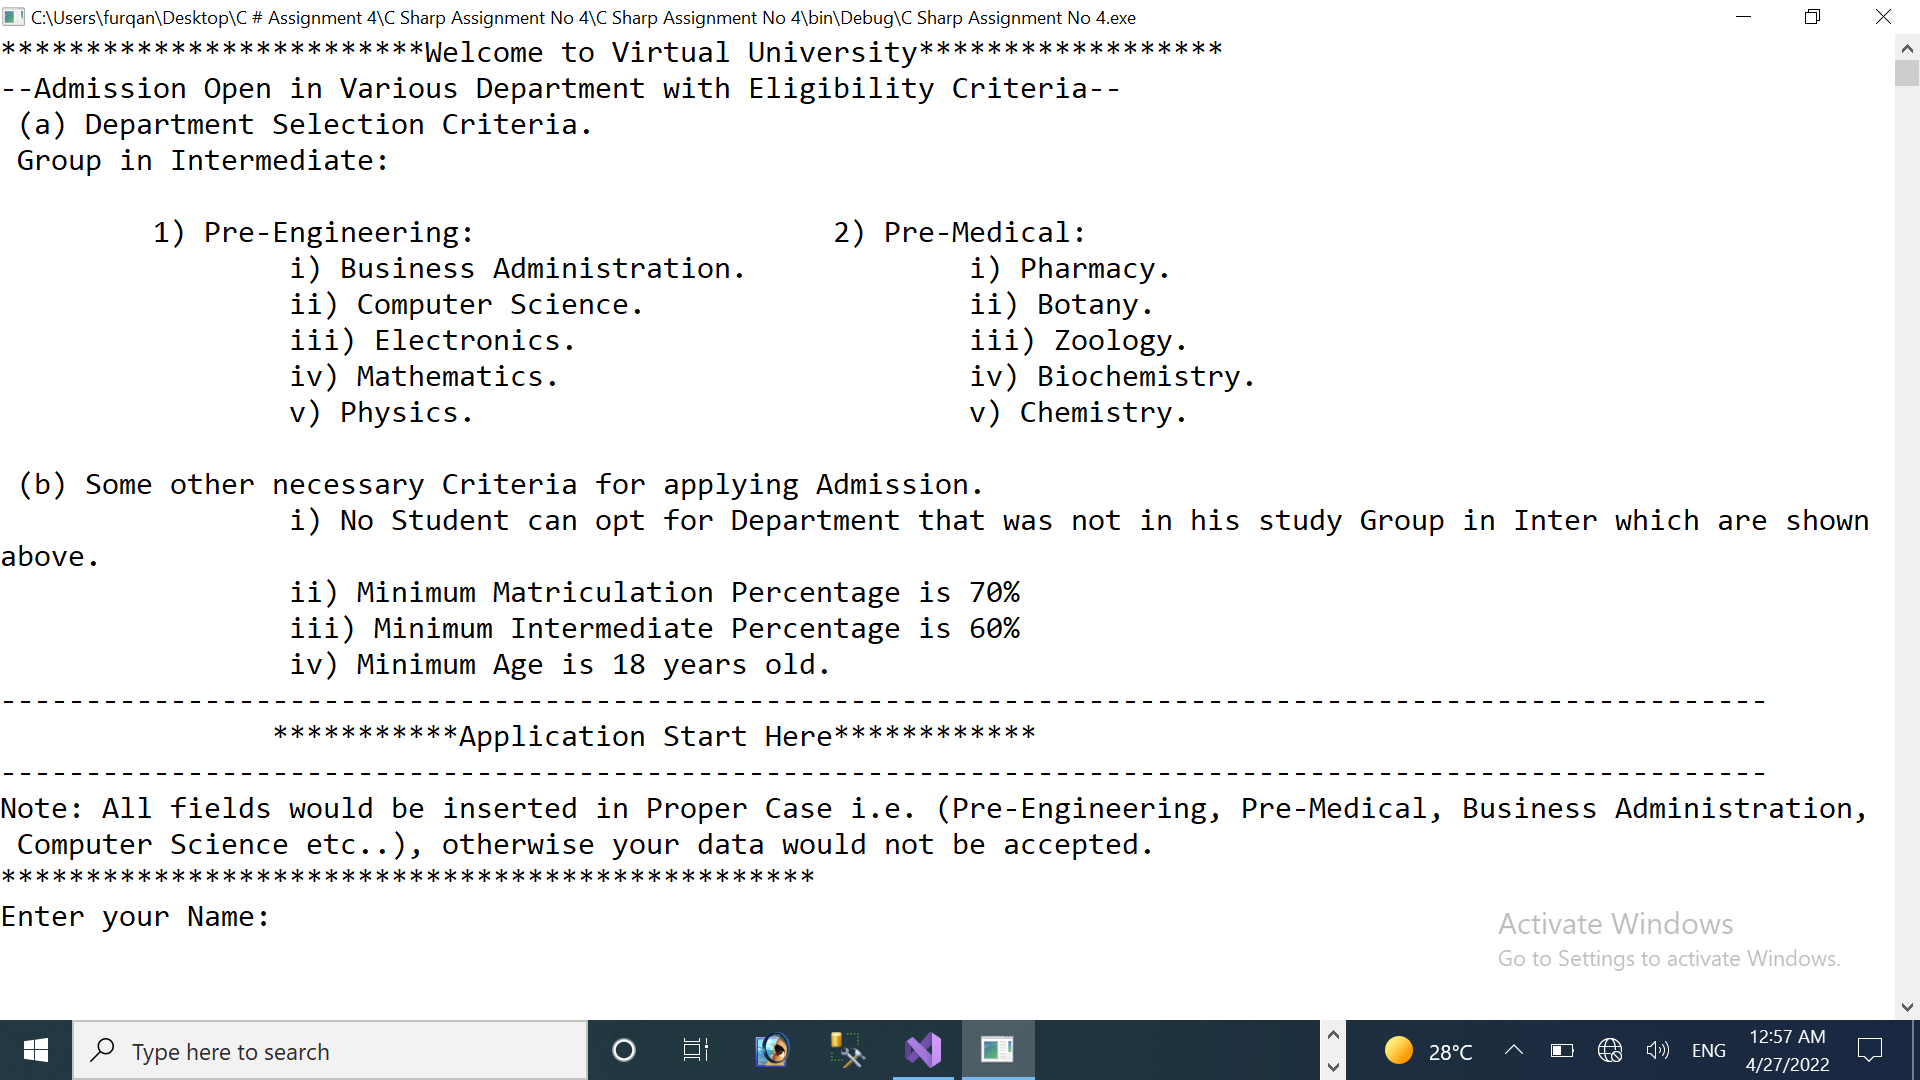 C:\Users\furqan\Desktop\C # Assignment 4\C Sharp Assignment No 4\C Sharp Assignment No 4\bin\Debug\C Sharp Assignment No 4.exe
*************************Welcome to Virtual University******************
--Admission Open in Various Department with Eligibility Criteria--
(a) Department Selection Criteria.
Group in Intermediate:
1) Pre-Engineering: 2) Pre-Medical:
i) Business Administration. i) Pharmacy.
ii) Computer Science. ii) Botany.
iii) Electronics. iii) Zoology.
iv) Mathematics. iv) Biochemistry.
v) Physics. v) Chemistry.
(b) Some other necessary Criteria for applying Admission.
i) No Student can opt for Department that was not in his study Group in Inter which are shown
above.
ii) Minimum Matriculation Percentage is 70%
iii) Minimum Intermediate Percentage is 60%
iv) Minimum Age is 18 years old.
--------------------------------------------------------------------------------------------------------
***********Application Start Here************
--------------------------------------------------------------------------------------------------------
Note: All fields would be inserted in Proper Case i.e. (Pre-Engineering, Pre-Medical, Business Administration,
Computer Science etc..), otherwise your data would not be accepted.
************************************************
Enter your Name:
Activate Windows
Go to Settings to activate Windows.
Type here to search
28°C
ENG
12:57 AM
4/27/2022